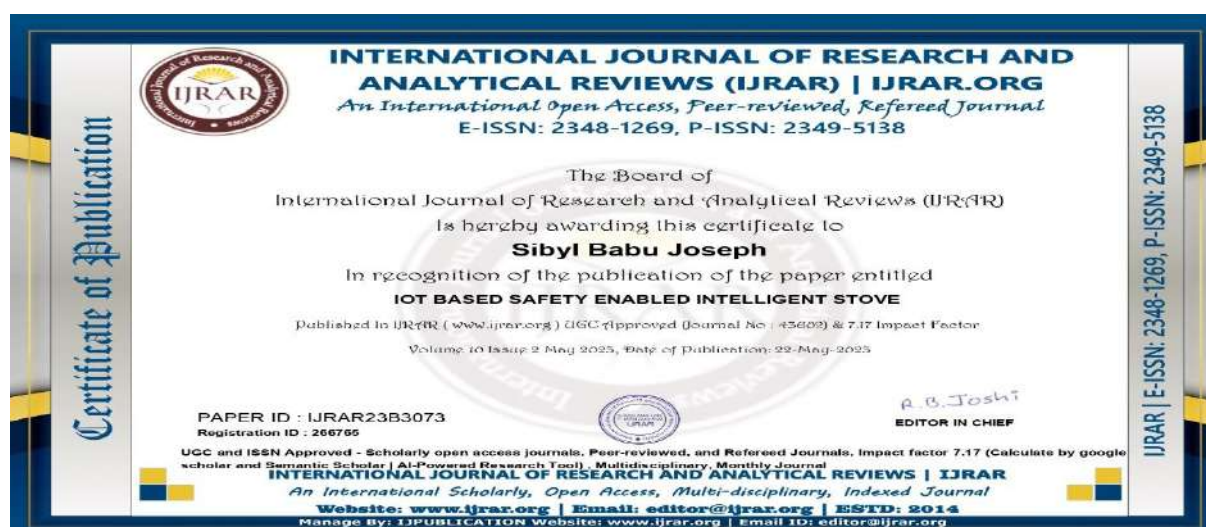 INTERNATIONAL JOURNAL OF RESEARCH AND
ANALYTICAL REVIEWS (IJRAR) | IJRAR.ORG
An International Open Access, Peer-reviewed, Refereed Journal
E-ISSN: 2348-1269, P-ISSN: 2349-5138
IJRAR
Certificate of Publication
The Board of
International Journal of Research and Analytical Reviews (IJRAR)
Is hereby awarding this certificate to
Sibyl Babu Joseph
In recognition of the publication of the paper entitled
IOT BASED SAFETY ENABLED INTELLIGENT STOVE
Published In IJRAR ( www.ijrar.org ) UGC Approved (Journal No : 43602) & 7.17 Impact Factor
Volume 10 Issue 2 May 2023, Date of Publication: 22-May-2023
PAPER ID : IJRAR23B3073
Registration ID : 266765
R.B.Joshi
EDITOR IN CHIEF
UGC and ISSN Approved - Scholarly open access journals, Peer-reviewed, and Refereed Journals, Impact factor 7.17 (Calculate by google
scholar and Semantic Scholar | AI-Powered Research Tool) , Multidisciplinary, Monthly Journal
INTERNATIONAL JOURNAL OF RESEARCH AND ANALYTICAL REVIEWS | IJRAR
An International Scholarly, Open Access, Multi-disciplinary, Indexed Journal
Website: www.ijrar.org | Email: editor@ijrar.org | ESTD: 2014
Manage By: IJPUBLICATION Website: www.ijrar.org | Email ID: editor@ijrar.org
IJRAR | E-ISSN: 2348-1269, P-ISSN: 2349-5138